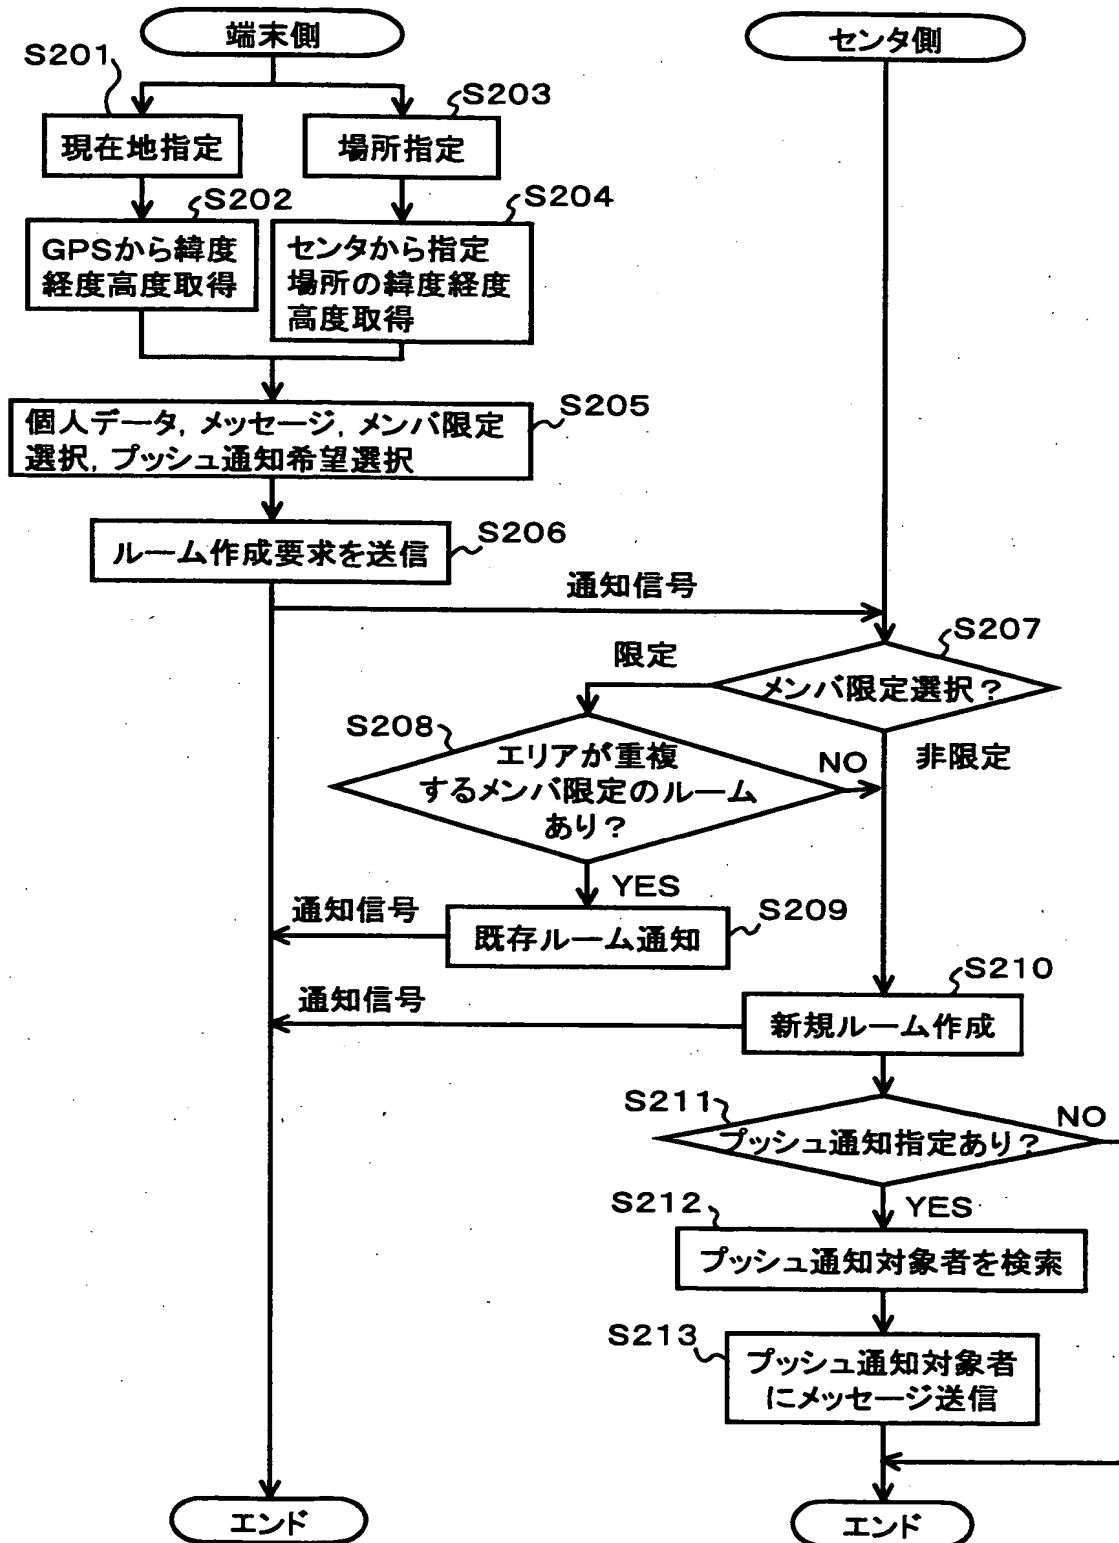 端末側
センタ側
S201
S203
現在地指定
場所指定
S202
S204
GPSから緯度
経度高度取得
センタから指定
場所の緯度経度
高度取得
S205
個人データ, メッセージ, メンバ限定
選択, プッシュ通知希望選択
S206
ルーム作成要求を送信
通知信号
S207
限定
メンバ限定選択？
S208
エリアが重複
するメンバ限定のルーム
あり？
NO
非限定
YES
通知信号
S209
既存ルーム通知
S210
通知信号
新規ルーム作成
S211
NO
プッシュ通知指定あり？
YES
S212
プッシュ通知対象者を検索
S213
プッシュ通知対象者
にメッセージ送信
エンド
エンド